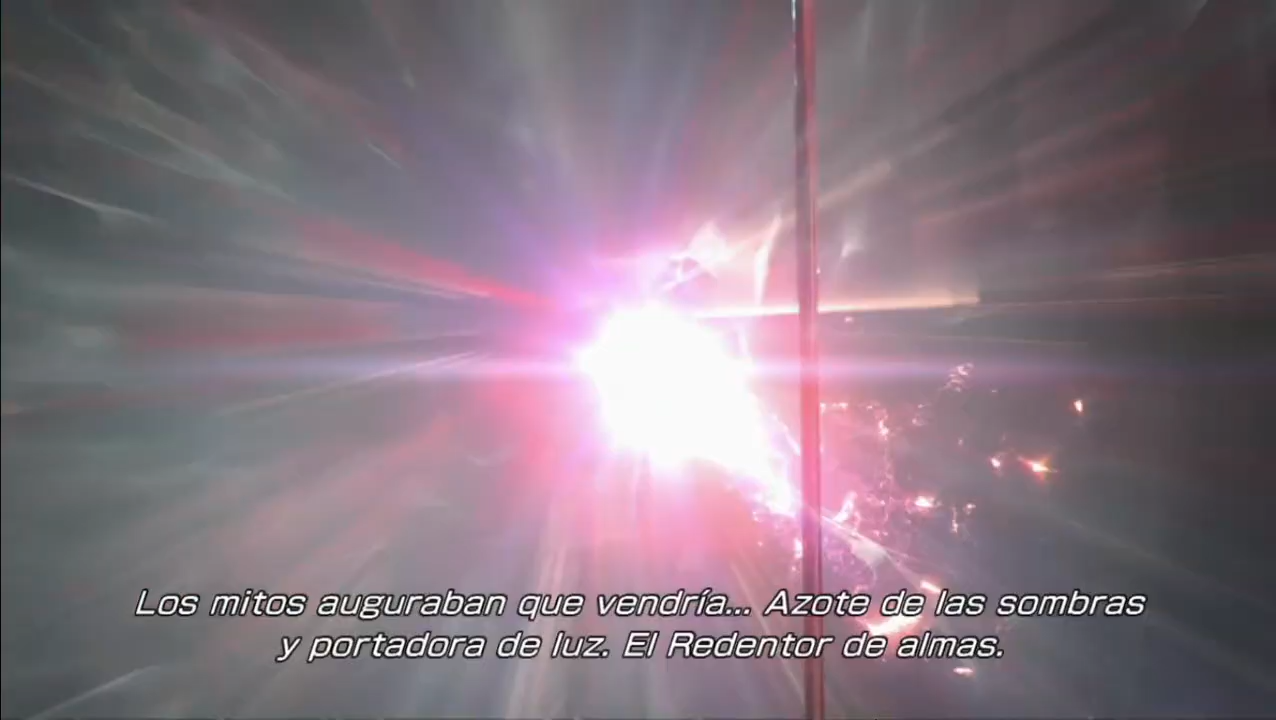 Los mitos auguraban que vendría... Azote de las sombras
y portadora de luz. El Redentor de almas.